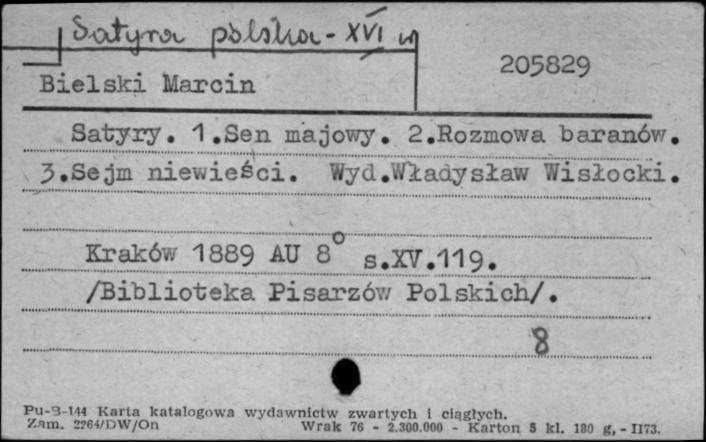 Satyra polska - XVI w
205829
Bielski Marcin
Satyry. 1.Sen majowy. 2.Rozmowa baranów.
3.Sejm niewieści. Wyd.Władysław Wisłocki.
Kraków 1889 AU 8° s.XV.119.
/Biblioteka Pisarzów Polskich/.
8
Pu-B-144 Karta katalogowa wydawnictw zwartych i ciągłych.
Zam. 2264/DW/On Wrak 76 - 2.300.000 - Karton 5 kl. 180 g, - II73.